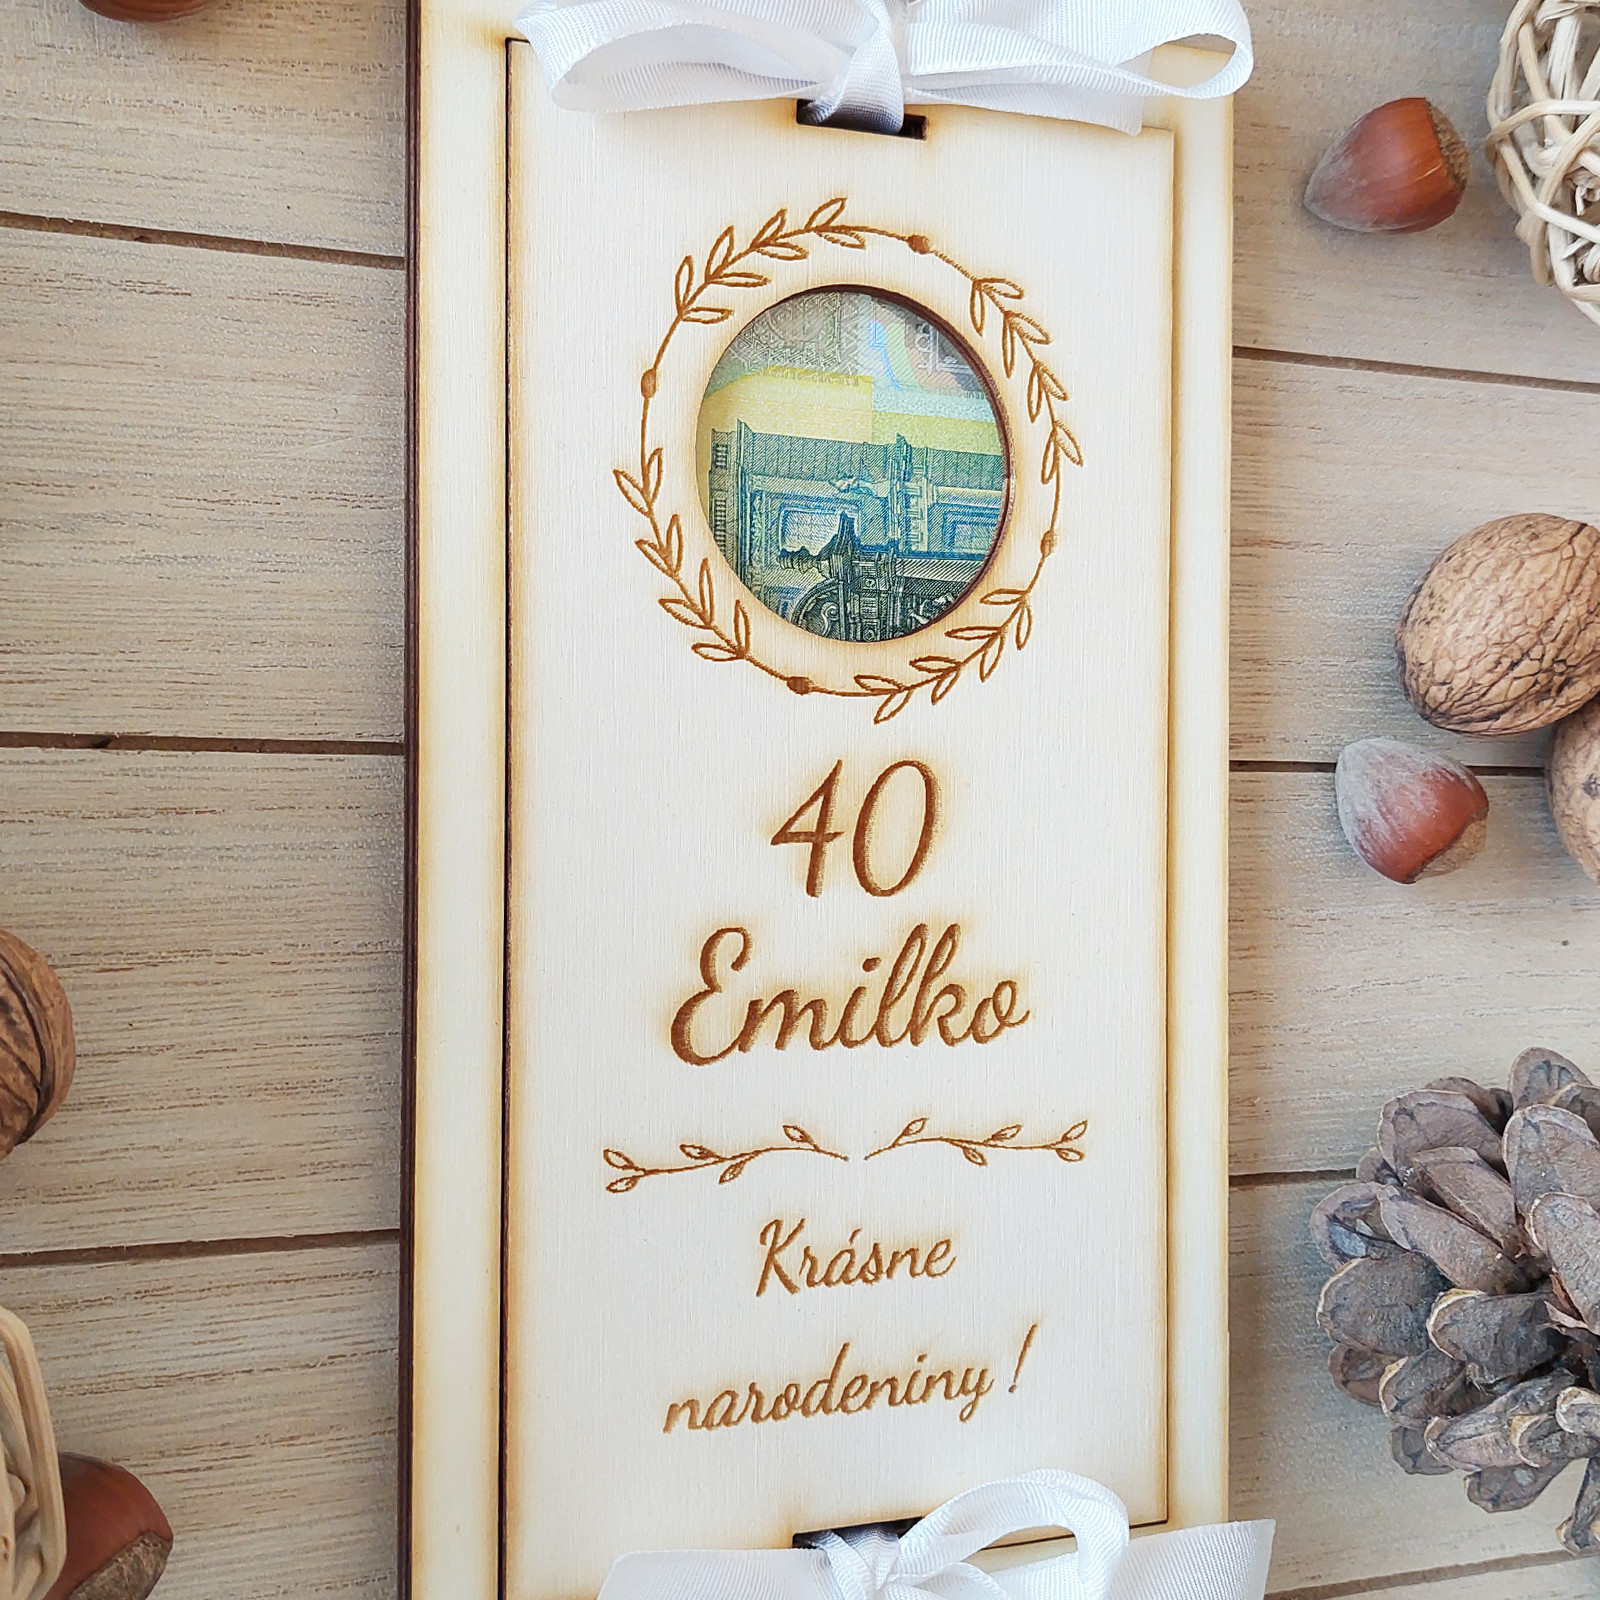 40
Emilko
Krásne
narodeniny!